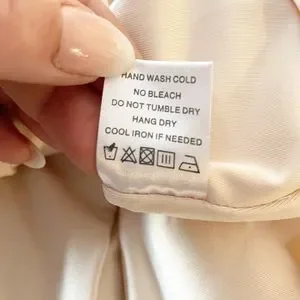 HAND WASH COLD
NO BLEACH
DO NOT TUMBLE DRY
HANG DRY
COOL IRON IF NEEDED